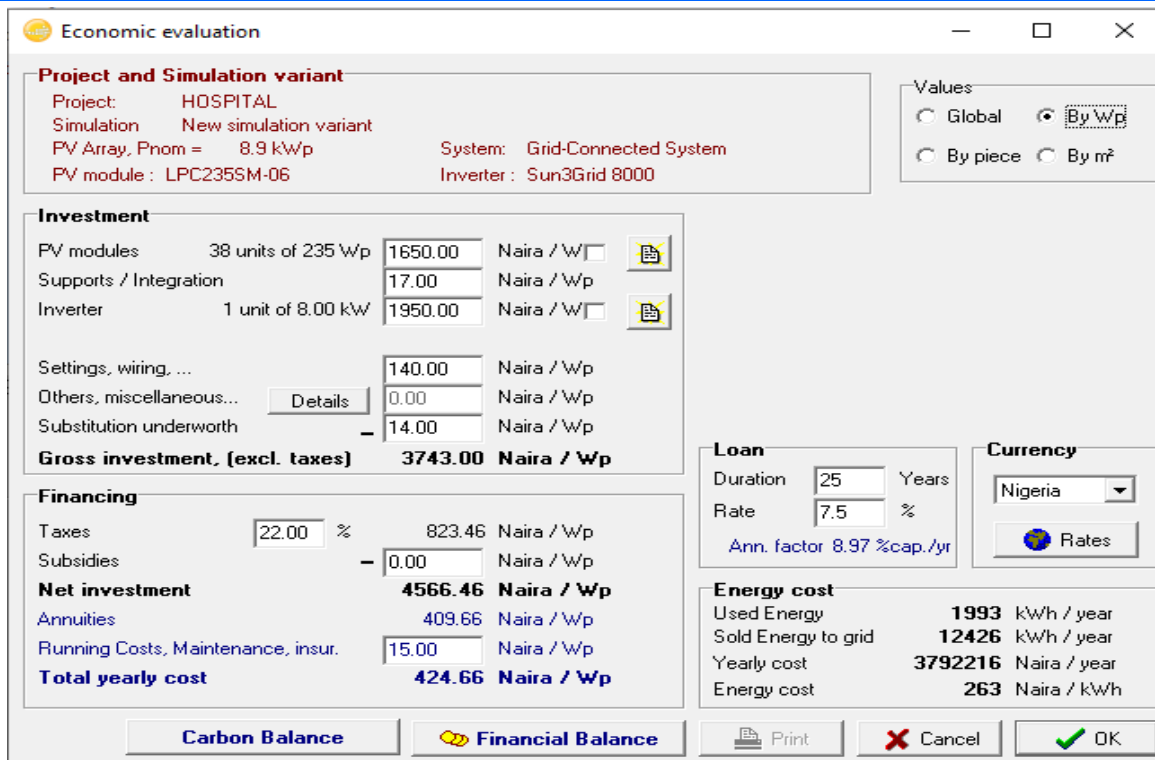 Economic evaluation
Project and Simulation variant
Project: HOSPITAL
Simulation New simulation variant
PV Array, Pnom = 8.9 kWp System: Grid-Connected System
PV module : LPC235SM-06 Inverter : Sun3Grid 8000
Values
Global By Wp
By piece By m²
Investment
PV modules 38 units of 235 Wp 1650.00 Naira / W
Supports / Integration 17.00 Naira / Wp
Inverter 1 unit of 8.00 kW 1950.00 Naira / W
Settings, wiring, ... 140.00 Naira / Wp
Others, miscellaneous... Details 0.00 Naira / Wp
Substitution underworth – 14.00 Naira / Wp
Gross investment, (excl. taxes) 3743.00 Naira / Wp
Financing
Taxes 22.00 % 823.46 Naira / Wp
Subsidies – 0.00 Naira / Wp
Net investment 4566.46 Naira / Wp
Annuities 409.66 Naira / Wp
Running Costs, Maintenance, insur. 15.00 Naira / Wp
Total yearly cost 424.66 Naira / Wp
Loan
Duration 25 Years
Rate 7.5 %
Ann. factor 8.97 %cap./yr
Currency
Nigeria
Rates
Energy cost
Used Energy 1993 kWh / year
Sold Energy to grid 12426 kWh / year
Yearly cost 3792216 Naira / year
Energy cost 263 Naira / kWh
Carbon Balance Financial Balance Print Cancel OK